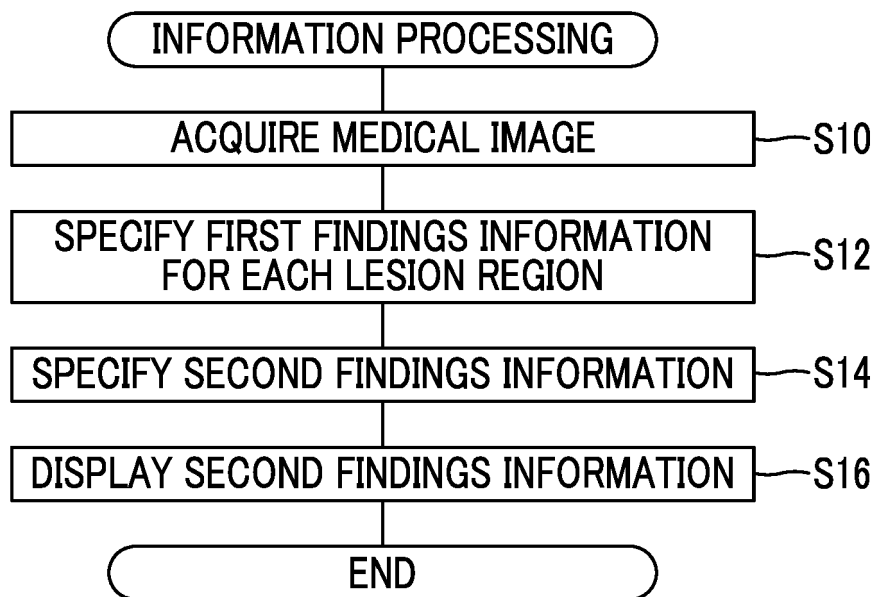 INFORMATION PROCESSING
ACQUIRE MEDICAL IMAGE
S10
SPECIFY FIRST FINDINGS INFORMATION
FOR EACH LESION REGION
S12
SPECIFY SECOND FINDINGS INFORMATION
S14
DISPLAY SECOND FINDINGS INFORMATION
S16
END